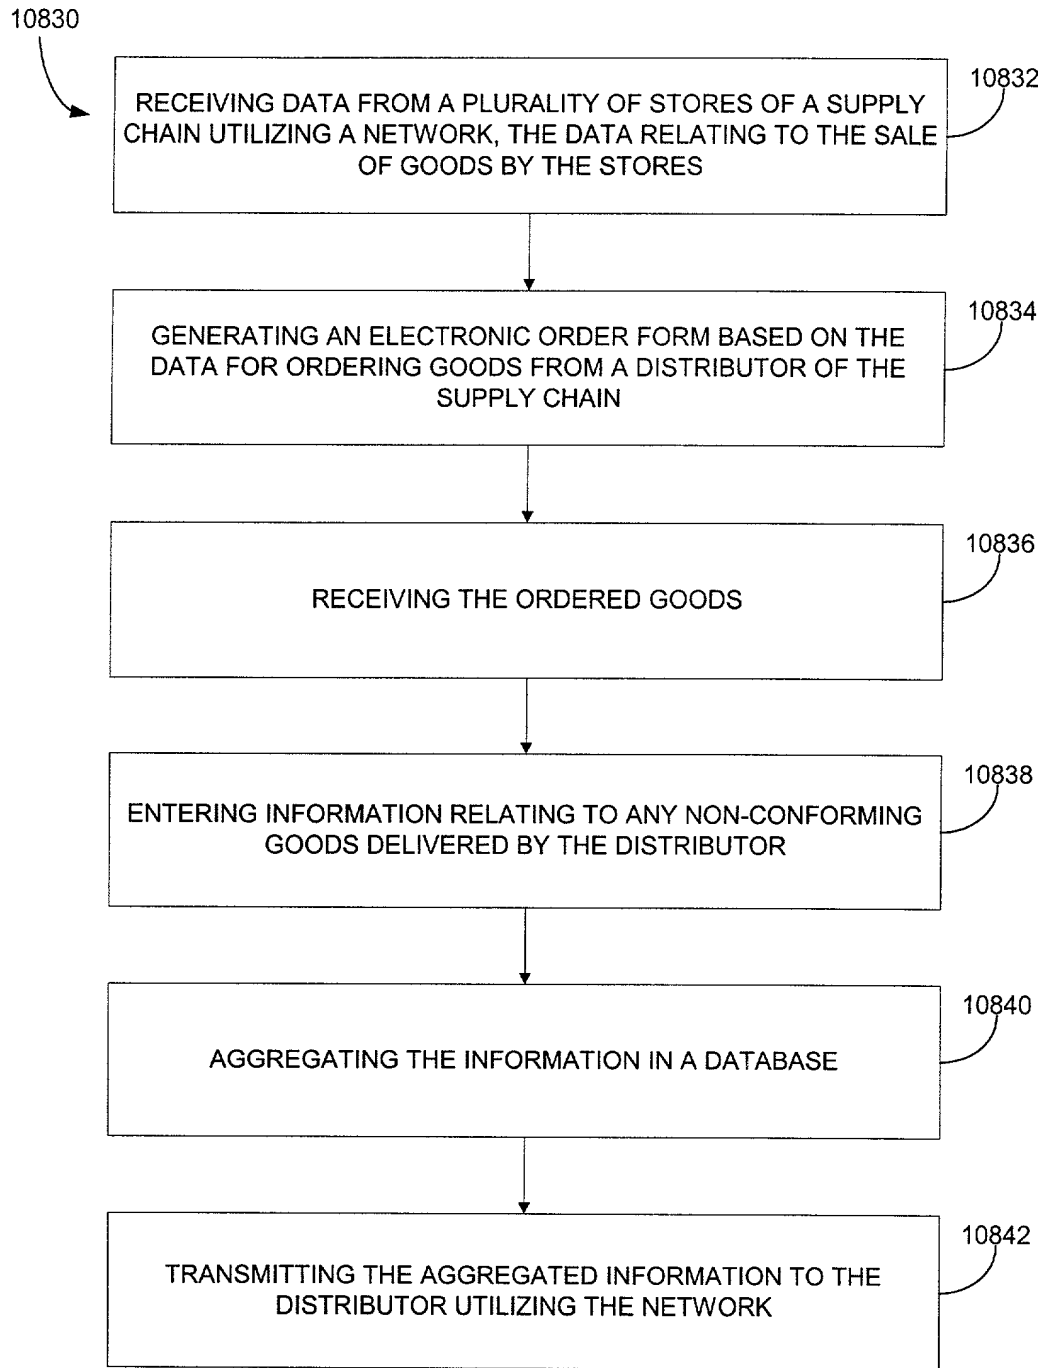 10830
10832
RECEIVING DATA FROM A PLURALITY OF STORES OF A SUPPLY
CHAIN UTILIZING A NETWORK, THE DATA RELATING TO THE SALE
OF GOODS BY THE STORES
10834
GENERATING AN ELECTRONIC ORDER FORM BASED ON THE
DATA FOR ORDERING GOODS FROM A DISTRIBUTOR OF THE
SUPPLY CHAIN
10836
RECEIVING THE ORDERED GOODS
10838
ENTERING INFORMATION RELATING TO ANY NON-CONFORMING
GOODS DELIVERED BY THE DISTRIBUTOR
10840
AGGREGATING THE INFORMATION IN A DATABASE
10842
TRANSMITTING THE AGGREGATED INFORMATION TO THE
DISTRIBUTOR UTILIZING THE NETWORK